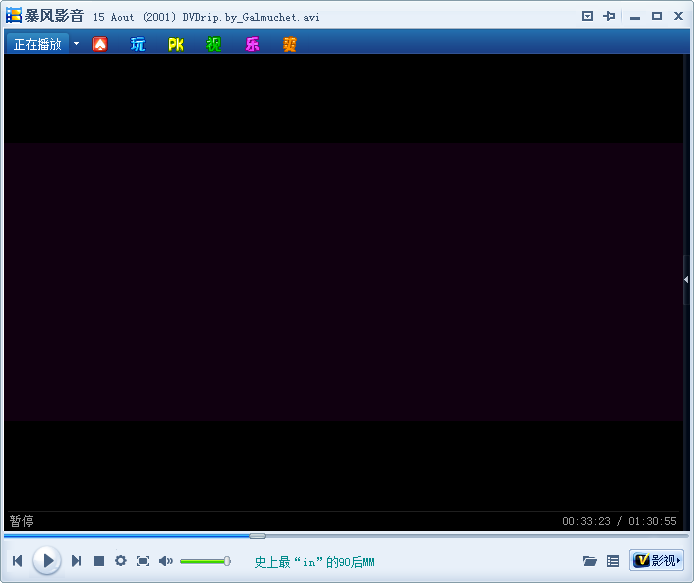 暴风影音 15 Aout (2001) DVDrip.by_Galmuchet.avi
正在播放 玩 PK 视 乐 爽
暂停 00:33:23 / 01:30:55
史上最“in”的90后MM V影视